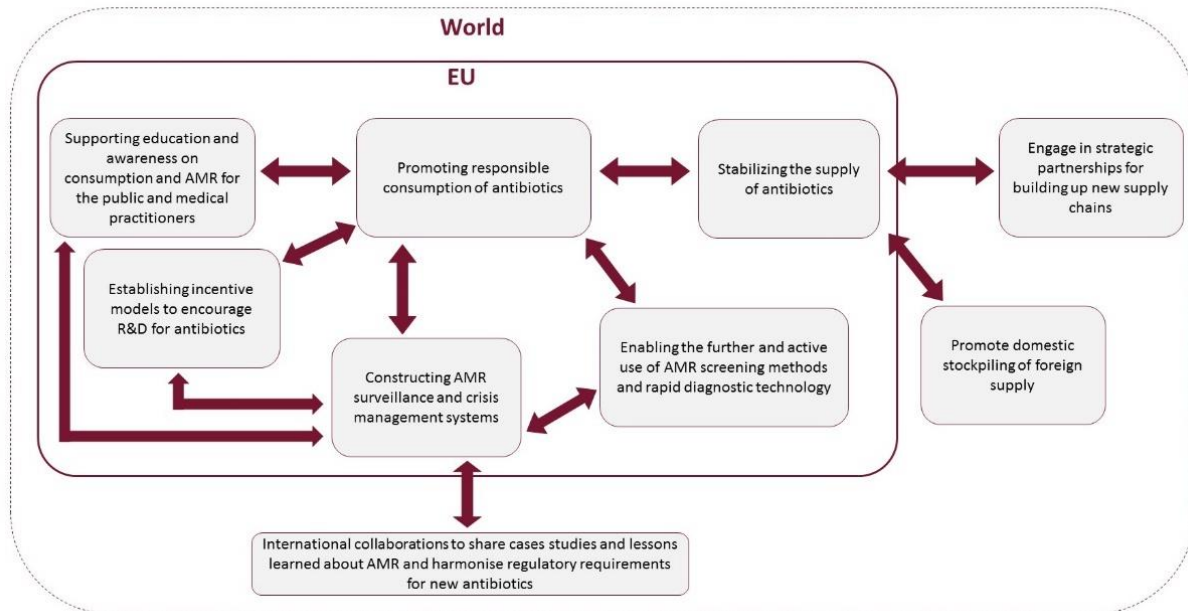 World
EU
Supporting education and
awareness on
consumption and AMR for
the public and medical
practitioners
Promoting responsible
consumption of antibiotics
Stabilizing the supply
of antibiotics
Engage in strategic
partnerships for
building up new supply
chains
Establishing incentive
models to encourage
R&D for antibiotics
Constructing AMR
surveillance and crisis
management systems
Enabling the further and active
use of AMR screening methods
and rapid diagnostic technology
Promote domestic
stockpiling of foreign
supply
International collaborations to share cases studies and lessons
learned about AMR and harmonise regulatory requirements
for new antibiotics